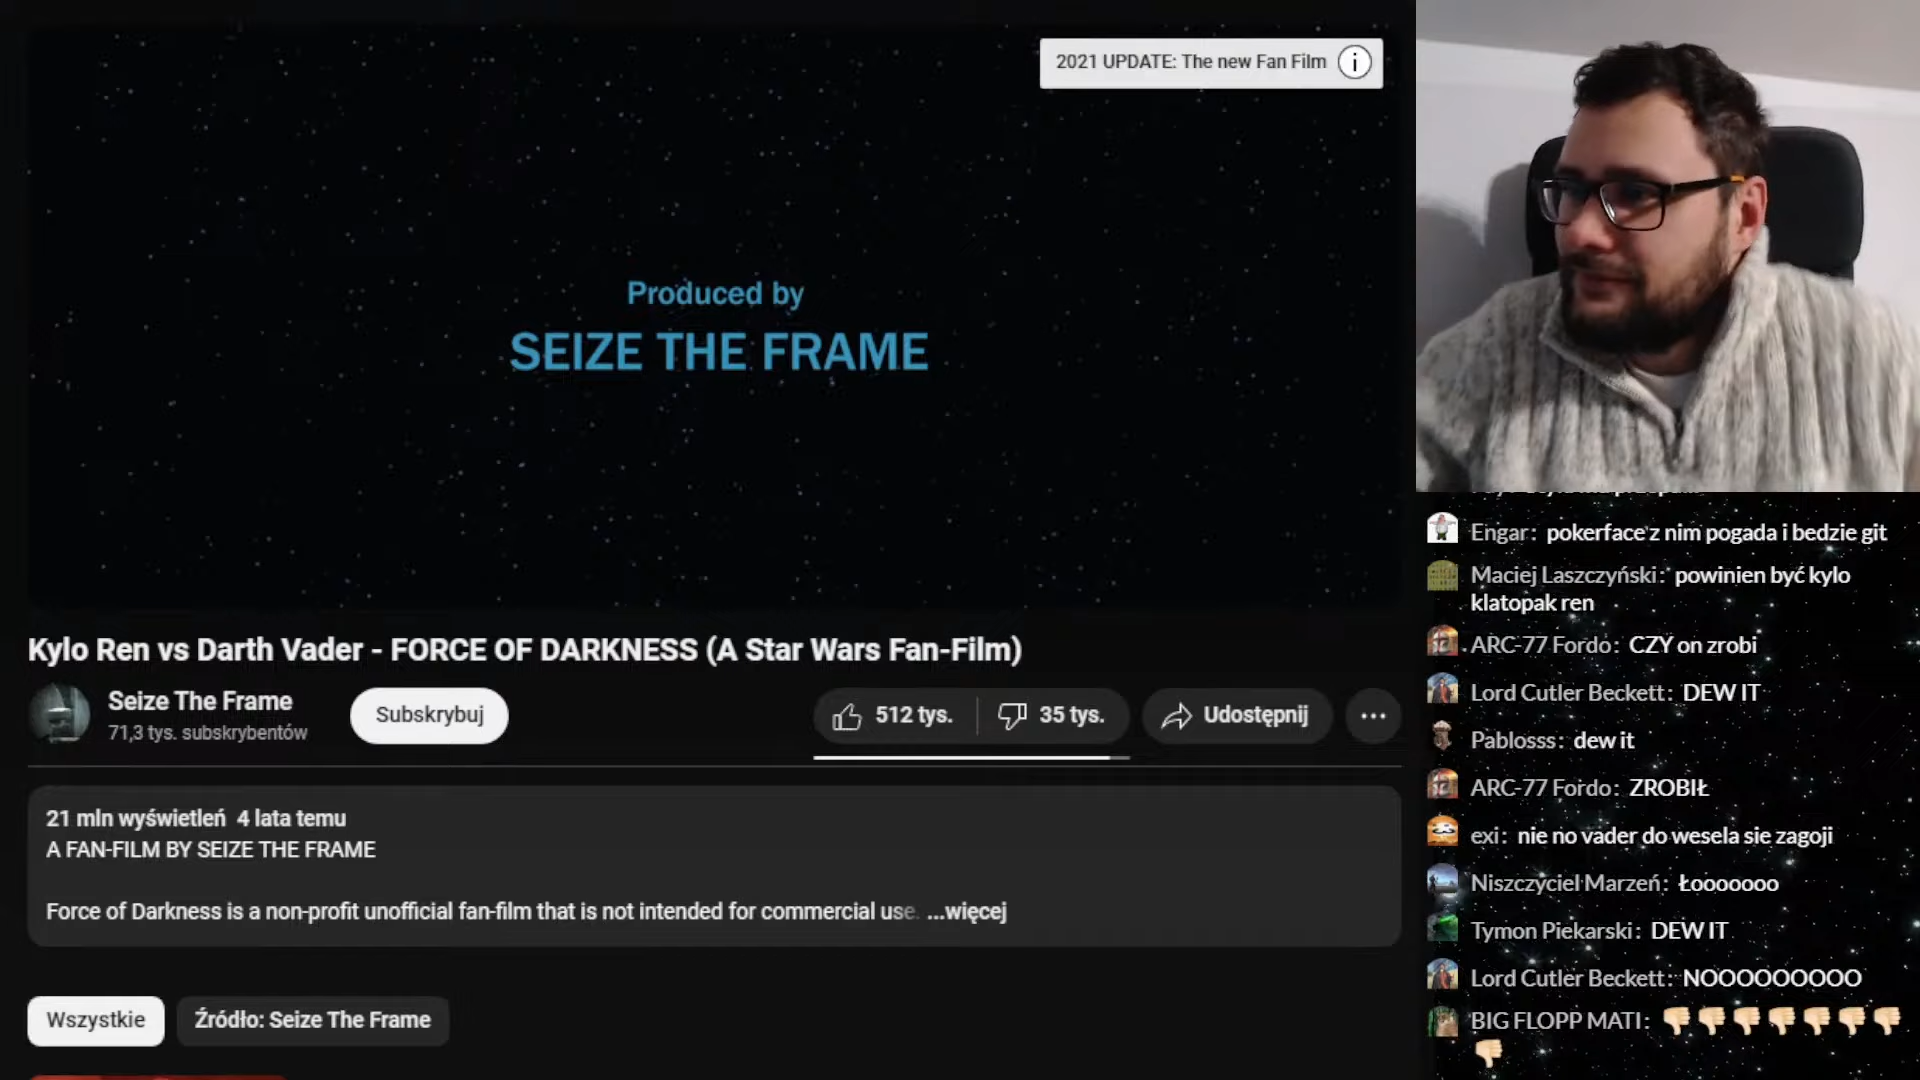 2021 UPDATE: The new Fan Film
Produced by
SEIZE THE FRAME
Kylo Ren vs Darth Vader - FORCE OF DARKNESS (A Star Wars Fan-Film)
Seize The Frame
71,3 tys. subskrybentów
Subskrybuj
512 tys.
35 tys.
Udostępnij
21 mln wyświetleń 4 lata temu
A FAN-FILM BY SEIZE THE FRAME
Force of Darkness is a non-profit unofficial fan-film that is not intended for commercial use. ...więcej
Wszystkie
Źródło: Seize The Frame
Engar: pokerface z nim pogada i bedzie git
Maciej Laszczyński: powinien być kylo
klatopak ren
ARC-77 Fordo: CZY on zrobi
Lord Cutler Beckett: DEW IT
Pablosss: dew it
ARC-77 Fordo: ZROBIŁ
exi: nie no vader do wesela sie zagoji
Niszczyciel Marzeń: Łooooooo
Tymon Piekarski: DEW IT
Lord Cutler Beckett: NOOOOOOOOO
BIG FLOPP MATI: 👎👎👎👎👎👎👎
👎